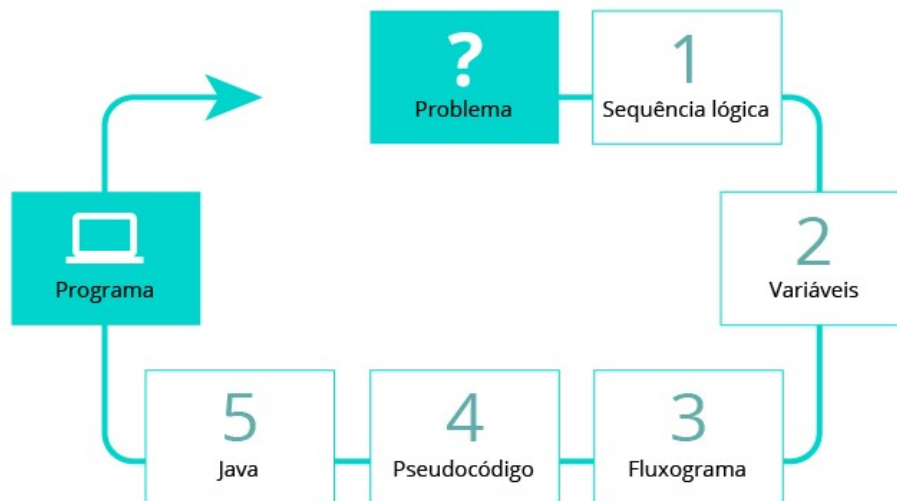 ?
Problema
1
Sequência lógica
2
Variáveis
3
Fluxograma
4
Pseudocódigo
5
Java
Programa